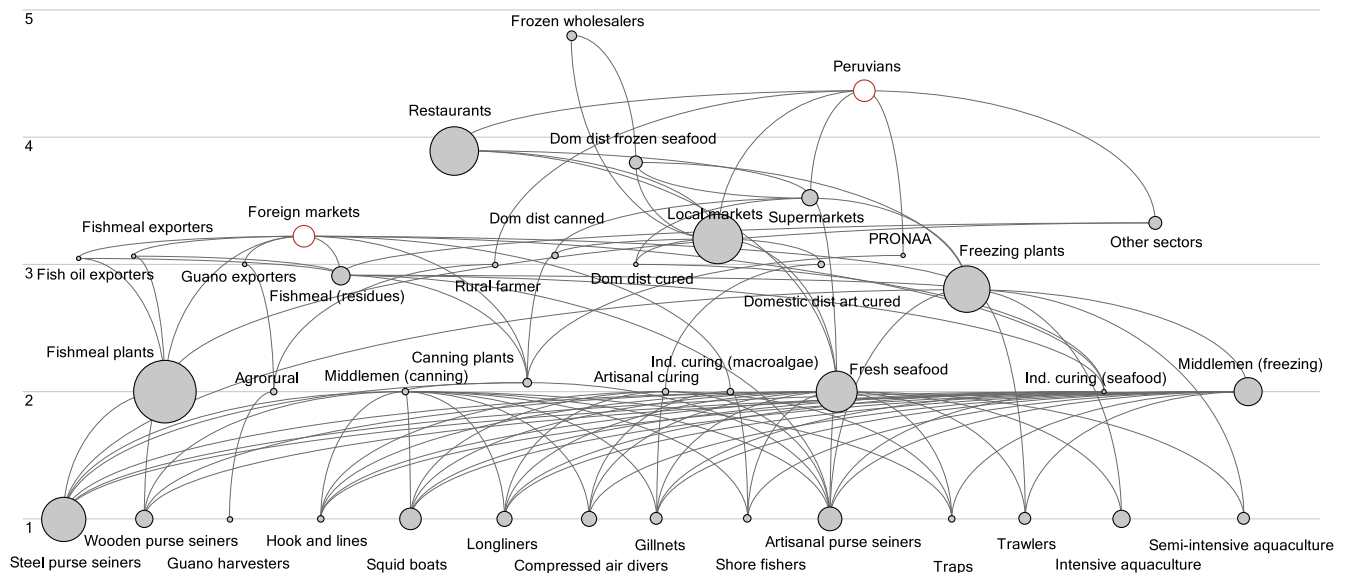 5
Frozen wholesalers
Peruvians
Restaurants
4
Dom dist frozen seafood
Foreign markets
Dom dist canned
Local markets
Supermarkets
Fishmeal exporters
PRONAA
Other sectors
Freezing plants
3
Fish oil exporters
Guano exporters
Dom dist cured
Rural farmer
Fishmeal (residues)
Domestic dist art cured
Fishmeal plants
Canning plants
Ind. curing (macroalgae)
Fresh seafood
Middlemen (freezing)
Agrorural
Middlemen (canning)
Artisanal curing
Ind. curing (seafood)
2
1
Wooden purse seiners
Hook and lines
Longliners
Gillnets
Artisanal purse seiners
Trawlers
Semi-intensive aquaculture
Steel purse seiners
Guano harvesters
Squid boats
Compressed air divers
Shore fishers
Traps
Intensive aquaculture